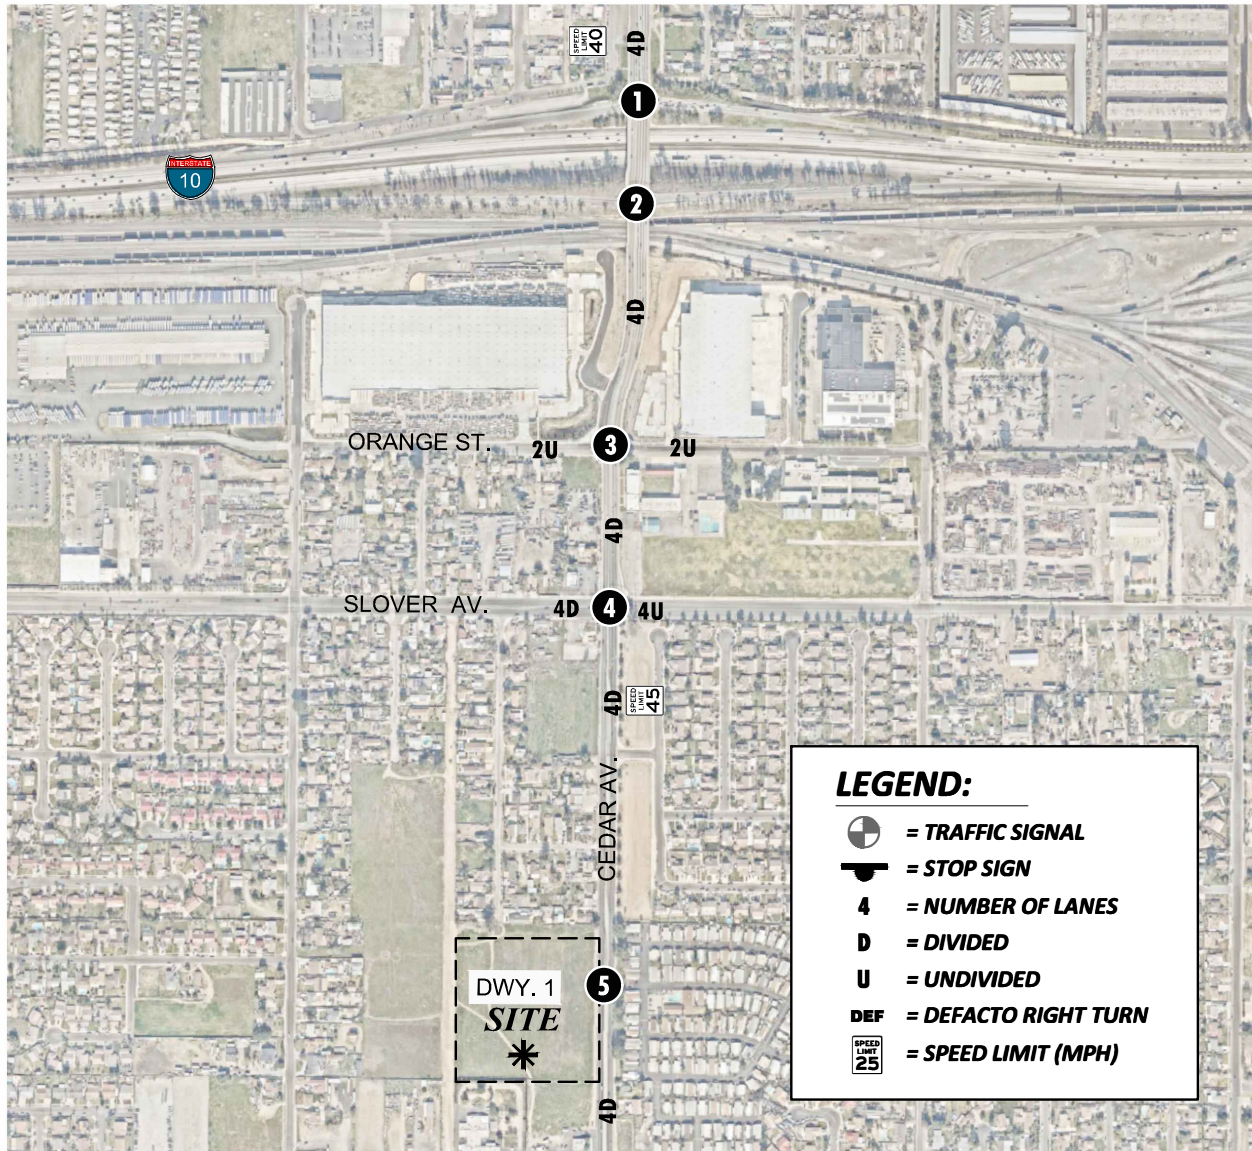 SPEED
LIMIT
40
4D
1
INTERSTATE
10
2
4D
ORANGE ST.
2U
3
2U
4D
SLOVER AV.
4D
4
4U
4D
SPEED
LIMIT
45
CEDAR AV.
DWY. 1
5
SITE
4D
LEGEND:
= TRAFFIC SIGNAL
= STOP SIGN
4 = NUMBER OF LANES
D = DIVIDED
U = UNDIVIDED
DEF = DEFACTO RIGHT TURN
SPEED
LIMIT
25
= SPEED LIMIT (MPH)